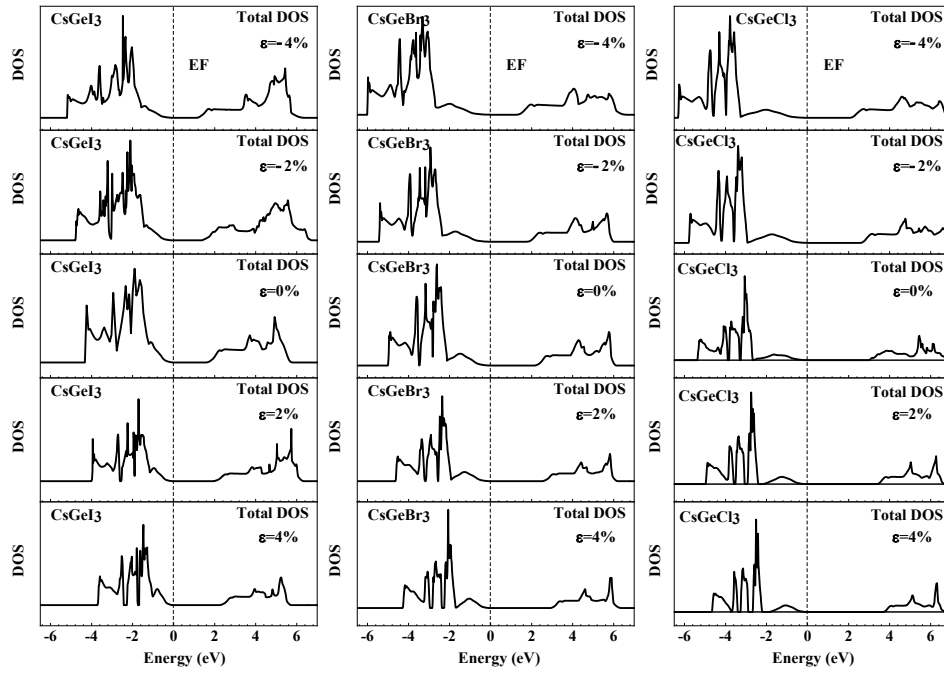 CsGeI3 Total DOS
ε=-4%
EF
DOS
CsGeBr3 Total DOS
ε=-4%
EF
DOS
CsGeCl3 Total DOS
ε=-4%
EF
DOS
CsGeI3 Total DOS
ε=-2%
DOS
CsGeBr3 Total DOS
ε=-2%
DOS
CsGeCl3 Total DOS
ε=-2%
DOS
CsGeI3 Total DOS
ε=0%
DOS
CsGeBr3 Total DOS
ε=0%
DOS
CsGeCl3 Total DOS
ε=0%
DOS
CsGeI3 Total DOS
ε=2%
DOS
CsGeBr3 Total DOS
ε=2%
DOS
CsGeCl3 Total DOS
ε=2%
DOS
CsGeI3 Total DOS
ε=4%
DOS
CsGeBr3 Total DOS
ε=4%
DOS
CsGeCl3 Total DOS
ε=4%
DOS
-6 -4 -2 0 2 4 6
Energy (eV)
-6 -4 -2 0 2 4 6
Energy (eV)
-6 -4 -2 0 2 4 6
Energy (eV)